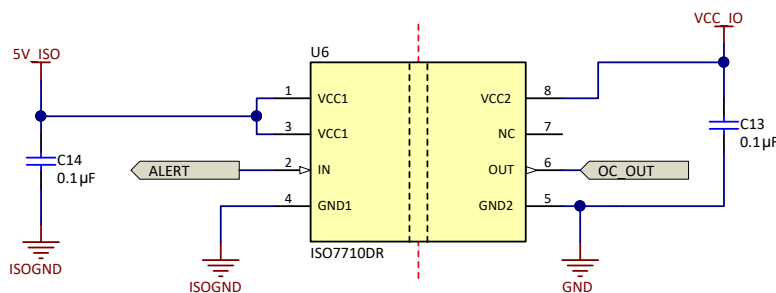 VCC_IO
U6
5V_ISO
1 VCC1 VCC2 8
C13
0.1µF
3 VCC1 NC 7
C14
0.1µF
ALERT 2 IN OUT 6 OC_OUT
4 GND1 GND2 5
ISO7710DR
ISOGND ISOGND GND